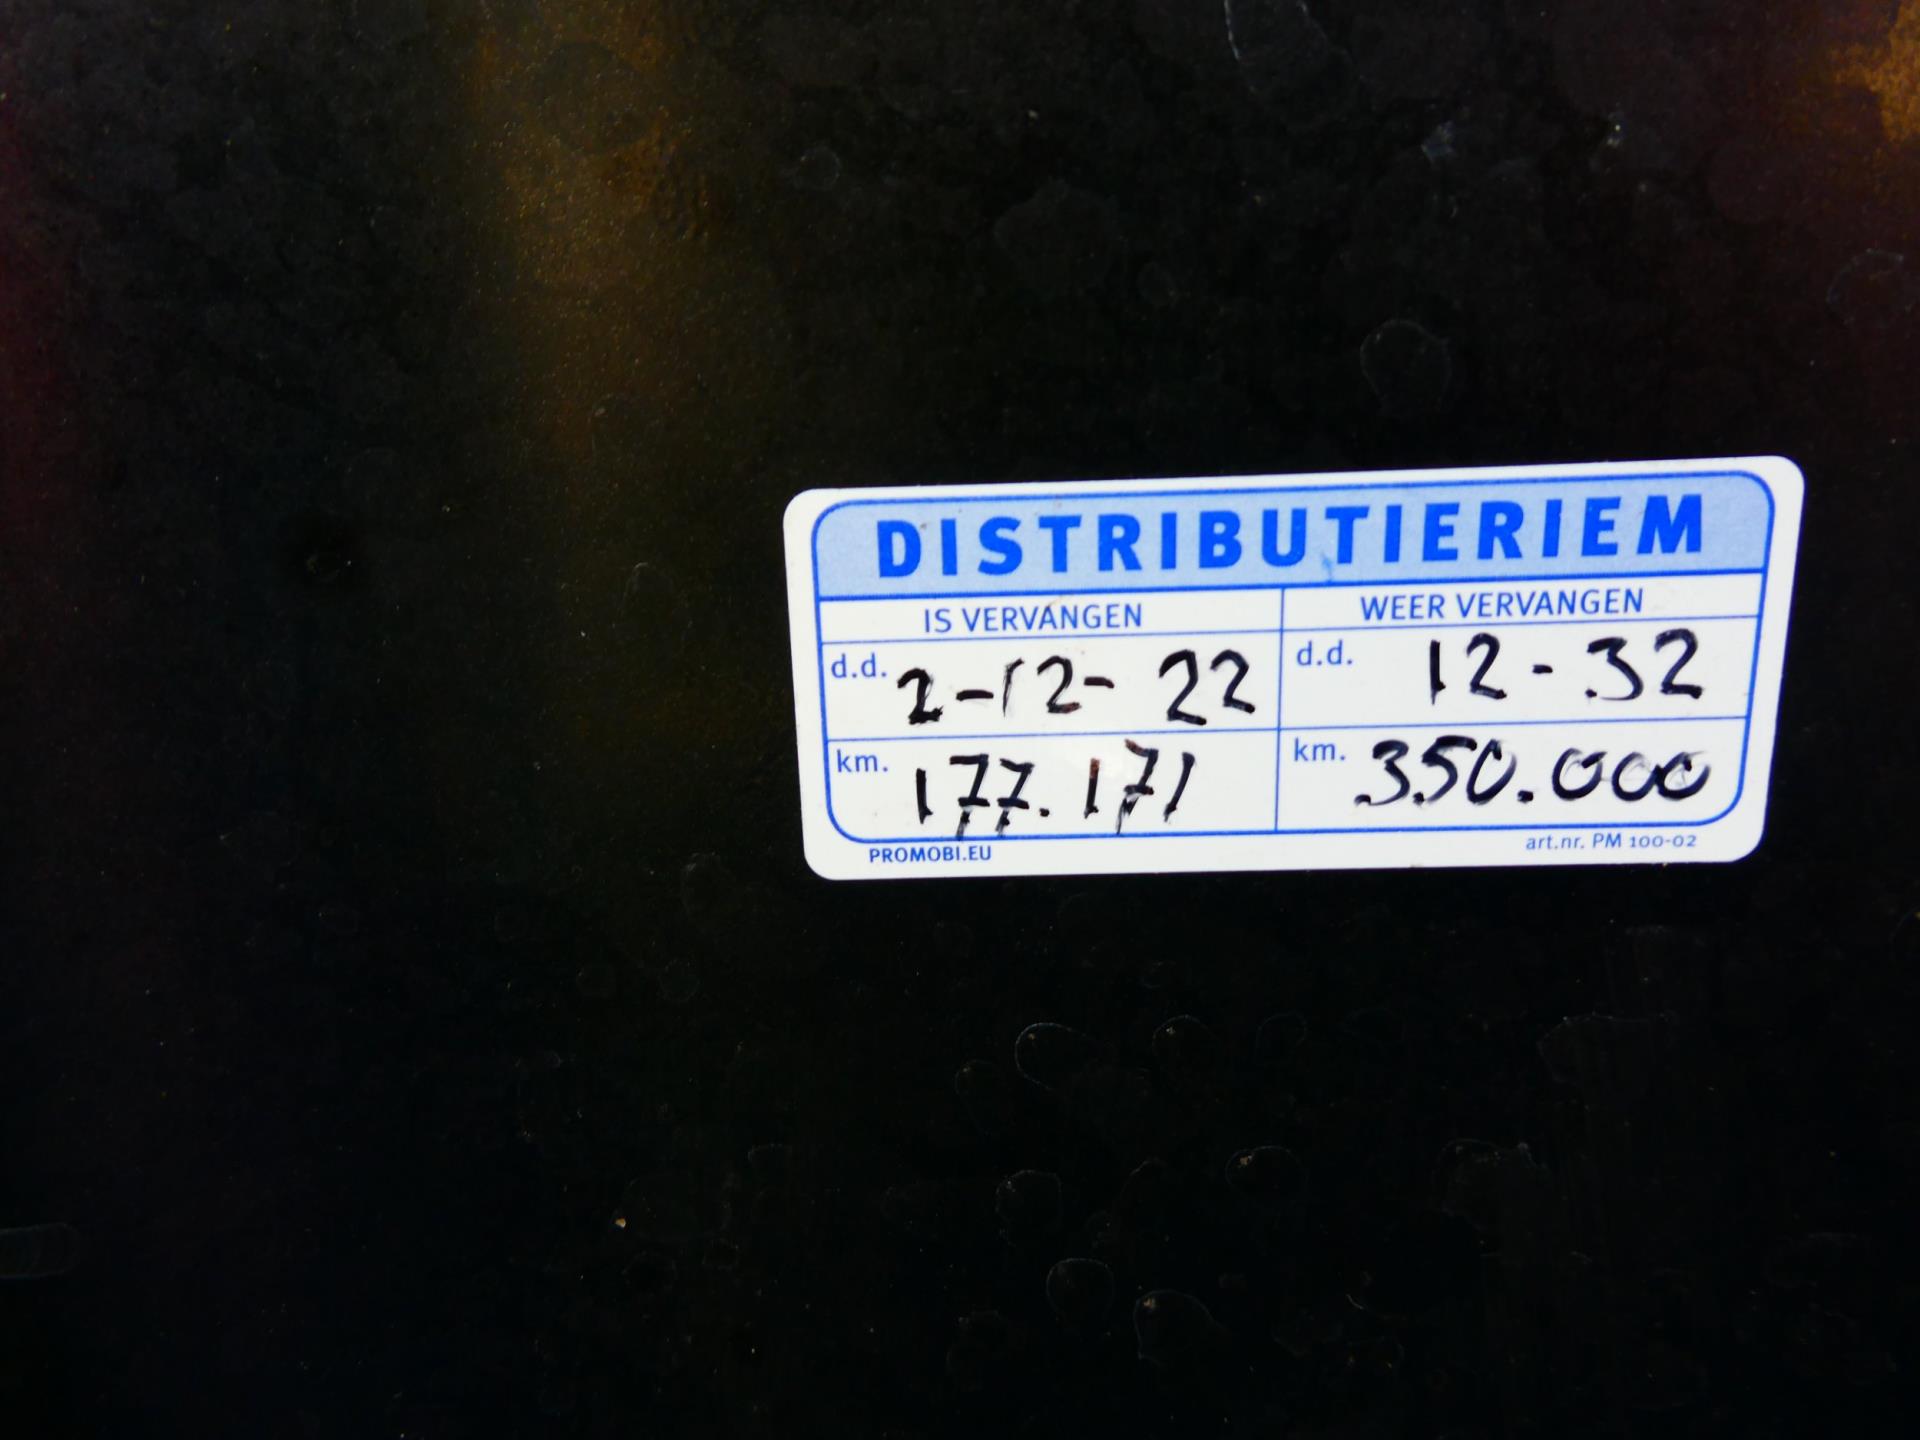 DISTRIBUTIERIEM
IS VERVANGEN WEER VERVANGEN
d.d. 2-12-22 d.d. 12-32
km. 177.171 km. 350.000
PROMOBI.EU art.nr. PM 100-02